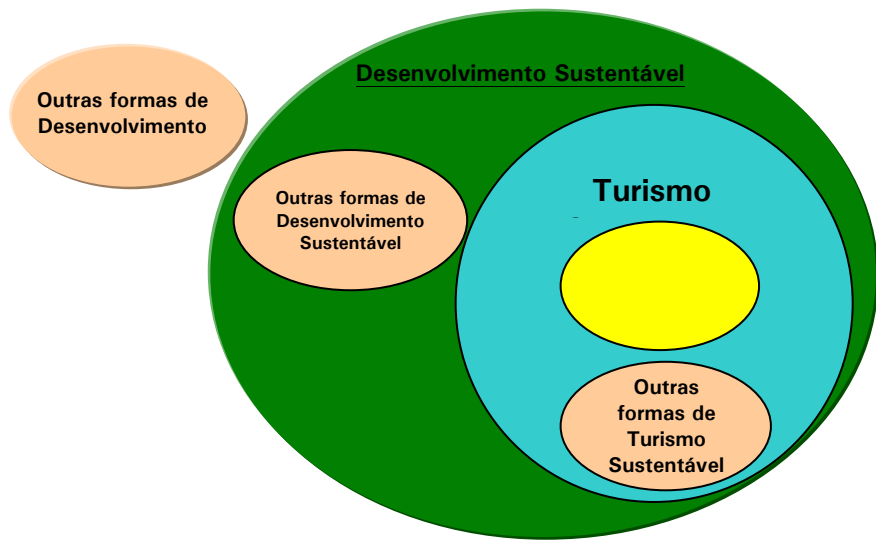 Desenvolvimento Sustentável
Outras formas de
Desenvolvimento
Outras formas de
Desenvolvimento
Sustentável
Turismo
Outras
formas de
Turismo
Sustentável